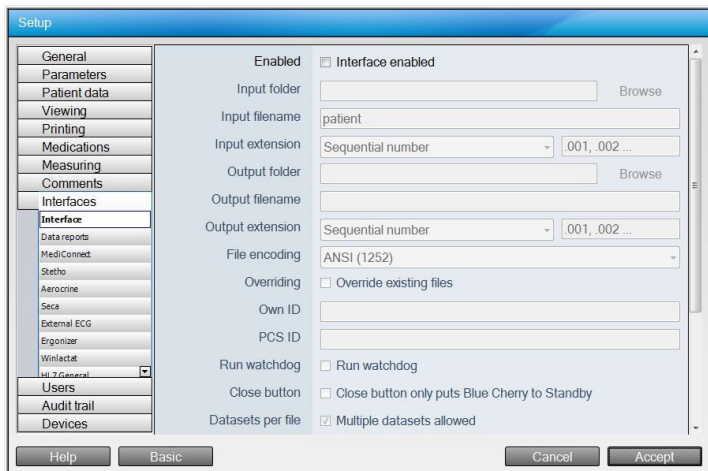 Setup
General
Parameters
Patient data
Viewing
Printing
Medications
Measuring
Comments
Interfaces
Interface
Data reports
MediConnect
Stetho
Aerocrine
Seca
External ECG
Ergonizer
Winlactat
HL7 General
Users
Audit trail
Devices
Enabled Interface enabled
Input folder Browse
Input filename patient
Input extension Sequential number .001, .002 ...
Output folder Browse
Output filename
Output extension Sequential number .001, .002 ...
File encoding ANSI (1252)
Overriding Override existing files
Own ID
PCS ID
Run watchdog Run watchdog
Close button Close button only puts Blue Cherry to Standby
Datasets per file Multiple datasets allowed
Help Basic Cancel Accept